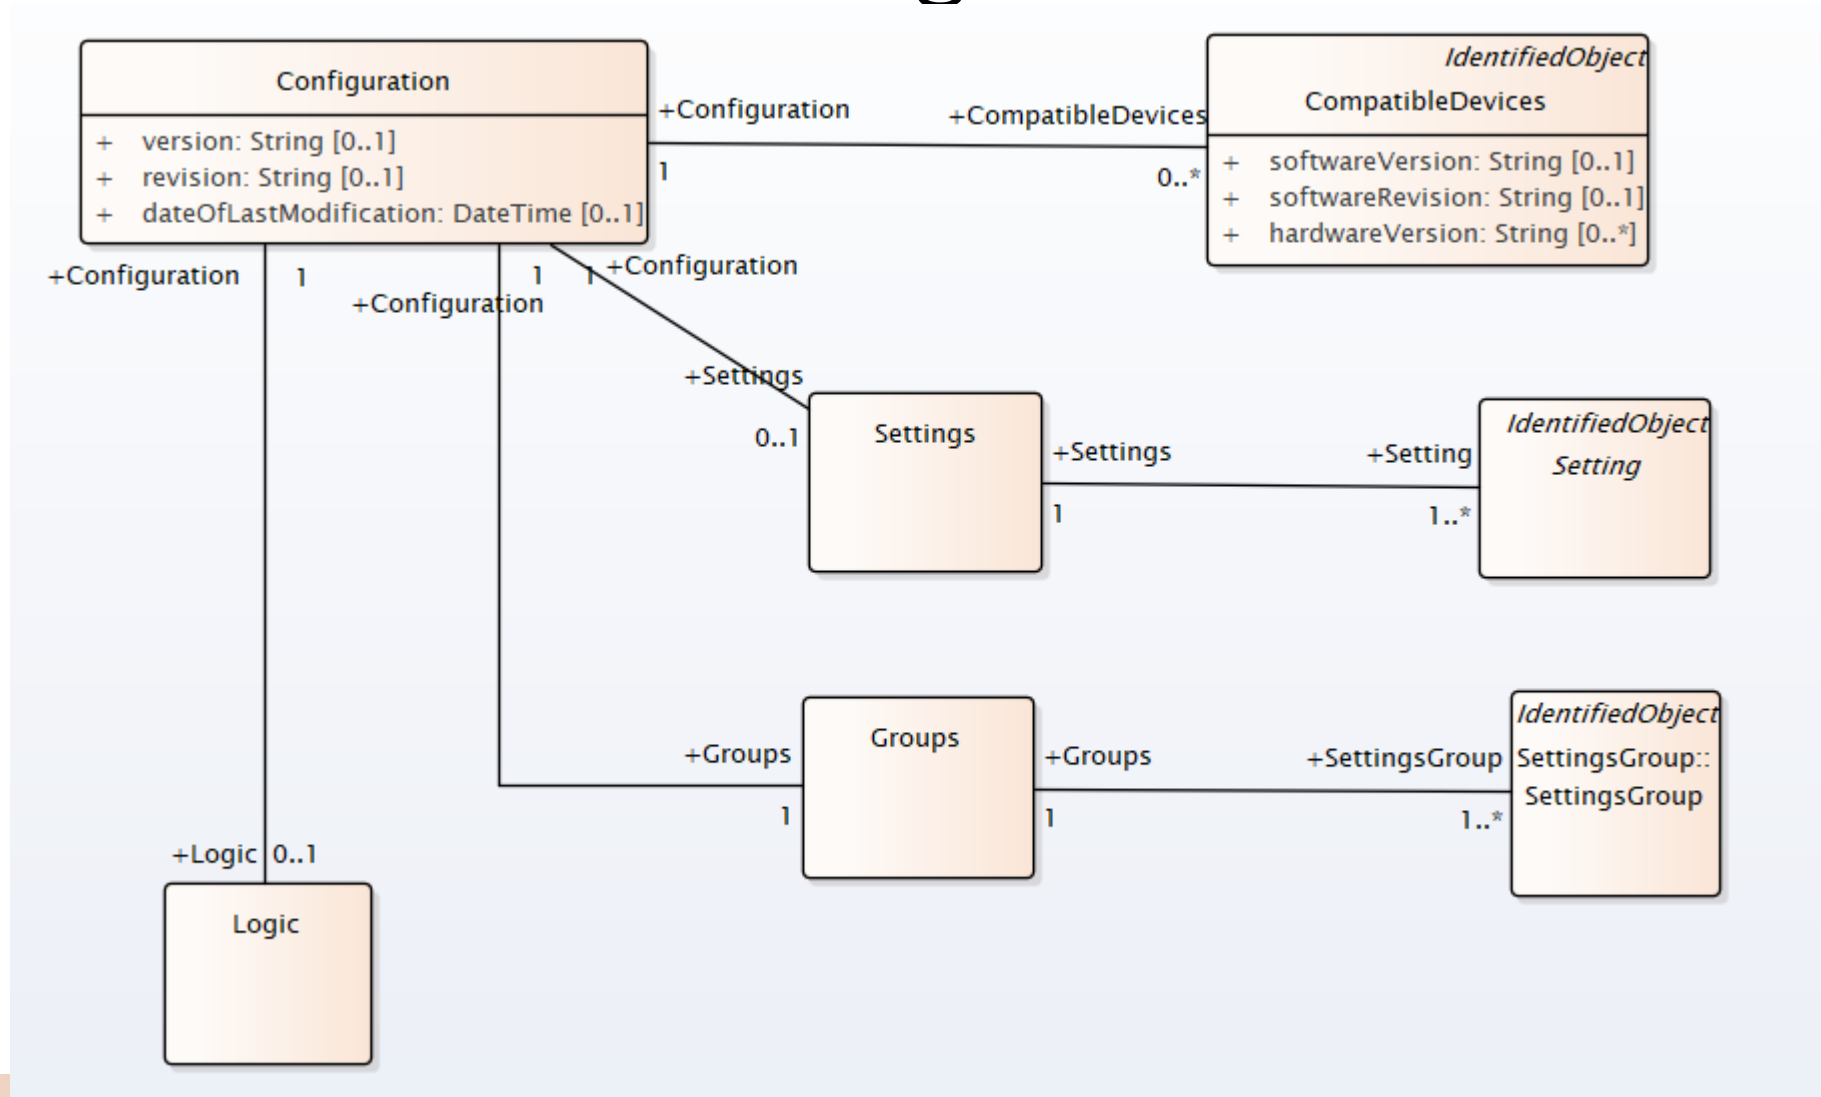 Configuration
+ version: String [0..1]
+ revision: String [0..1]
+ dateOfLastModification: DateTime [0..1]
IdentifiedObject
CompatibleDevices
+ softwareVersion: String [0..1]
+ softwareRevision: String [0..1]
+ hardwareVersion: String [0..*]
+Configuration
1
+CompatibleDevices
0..*
+Configuration
1
+Configuration
1
1
+Configuration
+Settings
0..1
Settings
+Settings
1
+Setting
1..*
IdentifiedObject
Setting
+Groups
1
Groups
+Groups
1
+SettingsGroup
1..*
IdentifiedObject
SettingsGroup::
SettingsGroup
+Logic 0..1
Logic